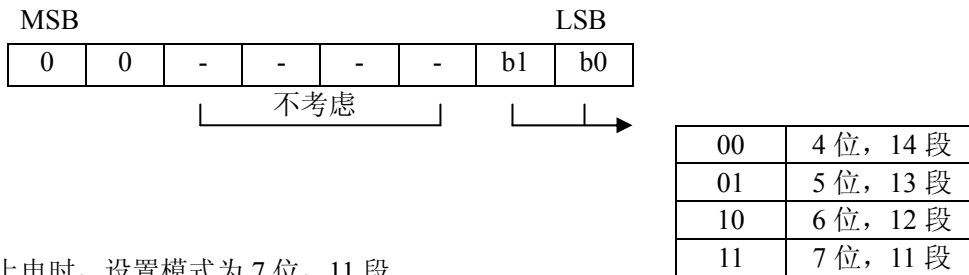 MSB LSB
0 0 - - - - b1 b0
不考虑
00 4 位，14 段
01 5 位，13 段
10 6 位，12 段
11 7 位，11 段
上电时，设置模式为 7 位，11 段